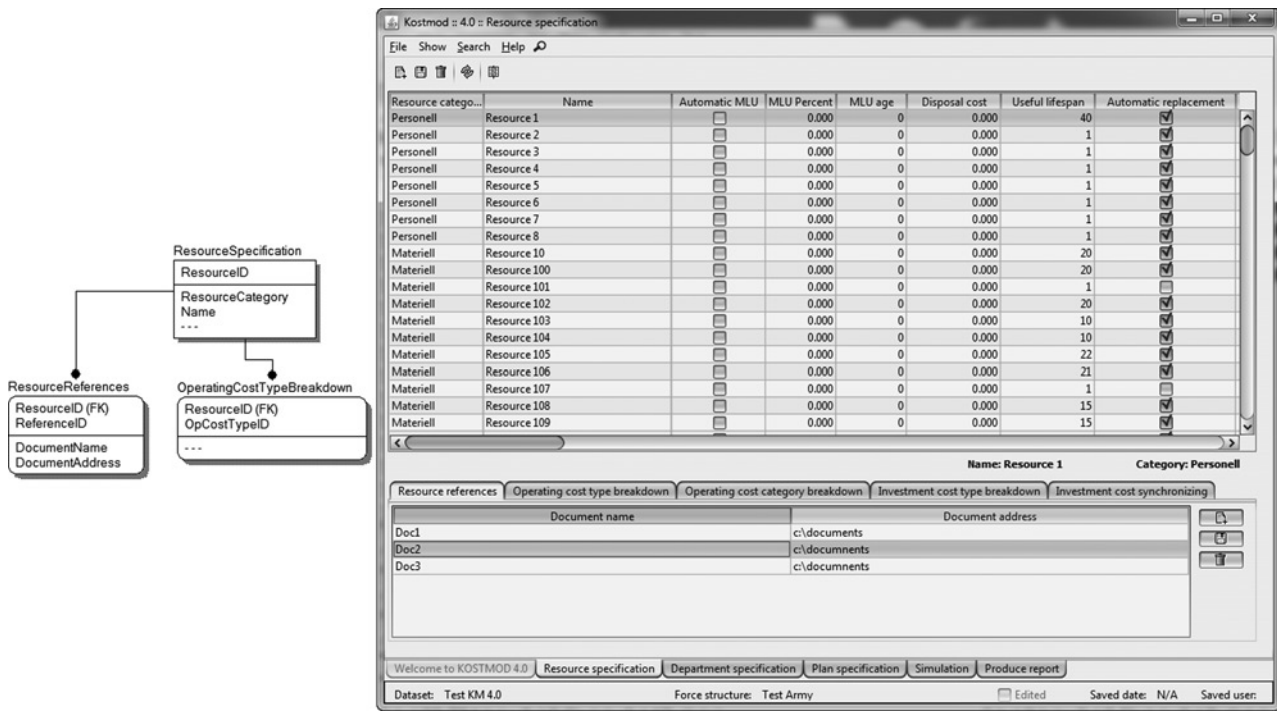 ResourceSpecification
ResourceID
ResourceCategory
Name
- - -
ResourceReferences
ResourceID (FK)
ReferenceID
DocumentName
DocumentAddress
OperatingCostTypeBreakdown
ResourceID (FK)
OpCostTypeID
- - -
Kostmod :: 4.0 :: Resource specification
File Show Search Help
Resource catego... Name Automatic MLU MLU Percent MLU age Disposal cost Useful lifespan Automatic replacement
Personell Resource 1 0.000 0 0.000 40
Personell Resource 2 0.000 0 0.000 1
Personell Resource 3 0.000 0 0.000 1
Personell Resource 4 0.000 0 0.000 1
Personell Resource 5 0.000 0 0.000 1
Personell Resource 6 0.000 0 0.000 1
Personell Resource 7 0.000 0 0.000 1
Personell Resource 8 0.000 0 0.000 1
Materiell Resource 10 0.000 0 0.000 20
Materiell Resource 100 0.000 0 0.000 20
Materiell Resource 101 0.000 0 0.000 1
Materiell Resource 102 0.000 0 0.000 20
Materiell Resource 103 0.000 0 0.000 10
Materiell Resource 104 0.000 0 0.000 10
Materiell Resource 105 0.000 0 0.000 22
Materiell Resource 106 0.000 0 0.000 21
Materiell Resource 107 0.000 0 0.000 1
Materiell Resource 108 0.000 0 0.000 15
Materiell Resource 109 0.000 0 0.000 15
Name: Resource 1 Category: Personell
Resource references Operating cost type breakdown Operating cost category breakdown Investment cost type breakdown Investment cost synchronizing
Document name Document address
Doc1 c:\documents
Doc2 c:\documnents
Doc3 c:\documnents
Welcome to KOSTMOD 4.0 Resource specification Department specification Plan specification Simulation Produce report
Dataset: Test KM 4.0 Force structure: Test Army Edited Saved date: N/A Saved user: